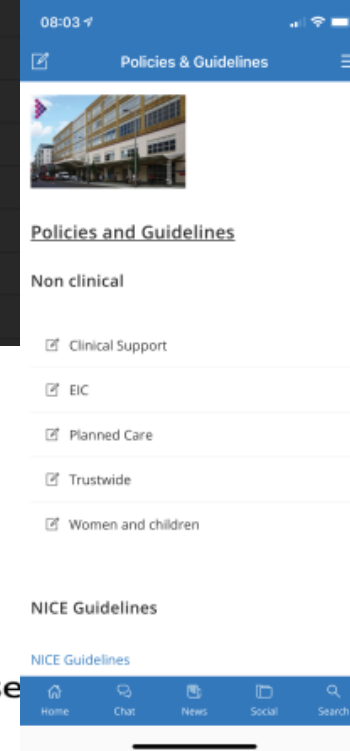 08:03
Policies & Guidelines
Policies and Guidelines
Non clinical
Clinical Support
EIC
Planned Care
Trustwide
Women and children
NICE Guidelines
NICE Guidelines
Home Chat News Social Search